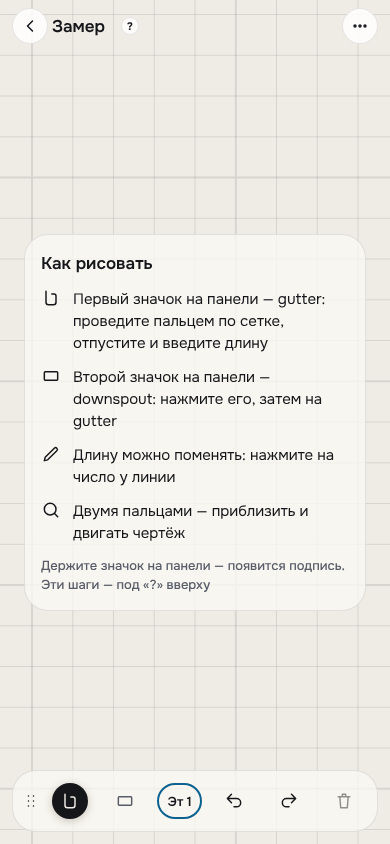 Замер ?
Как рисовать
Первый значок на панели — gutter:
проведите пальцем по сетке,
отпустите и введите длину
Второй значок на панели —
downspout: нажмите его, затем на
gutter
Длину можно поменять: нажмите на
число у линии
Двумя пальцами — приблизить и
двигать чертёж
Держите значок на панели — появится подпись.
Эти шаги — под «?» вверху
Эт 1